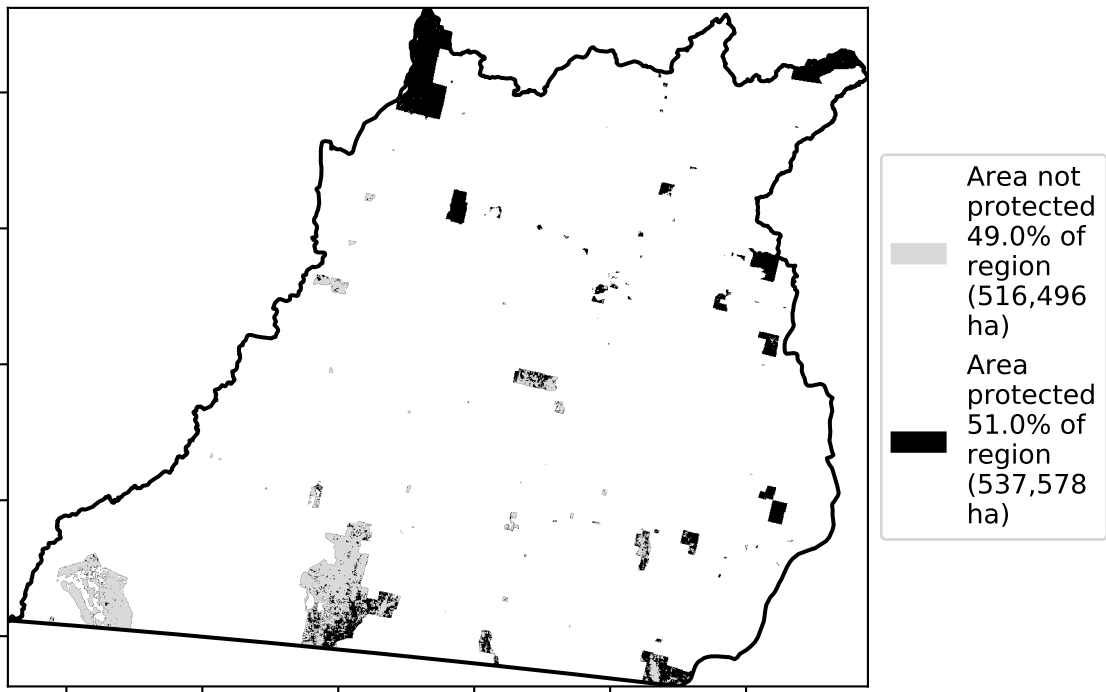 Area not
protected
49.0% of
region
(516,496
ha)
Area
protected
51.0% of
region
(537,578
ha)